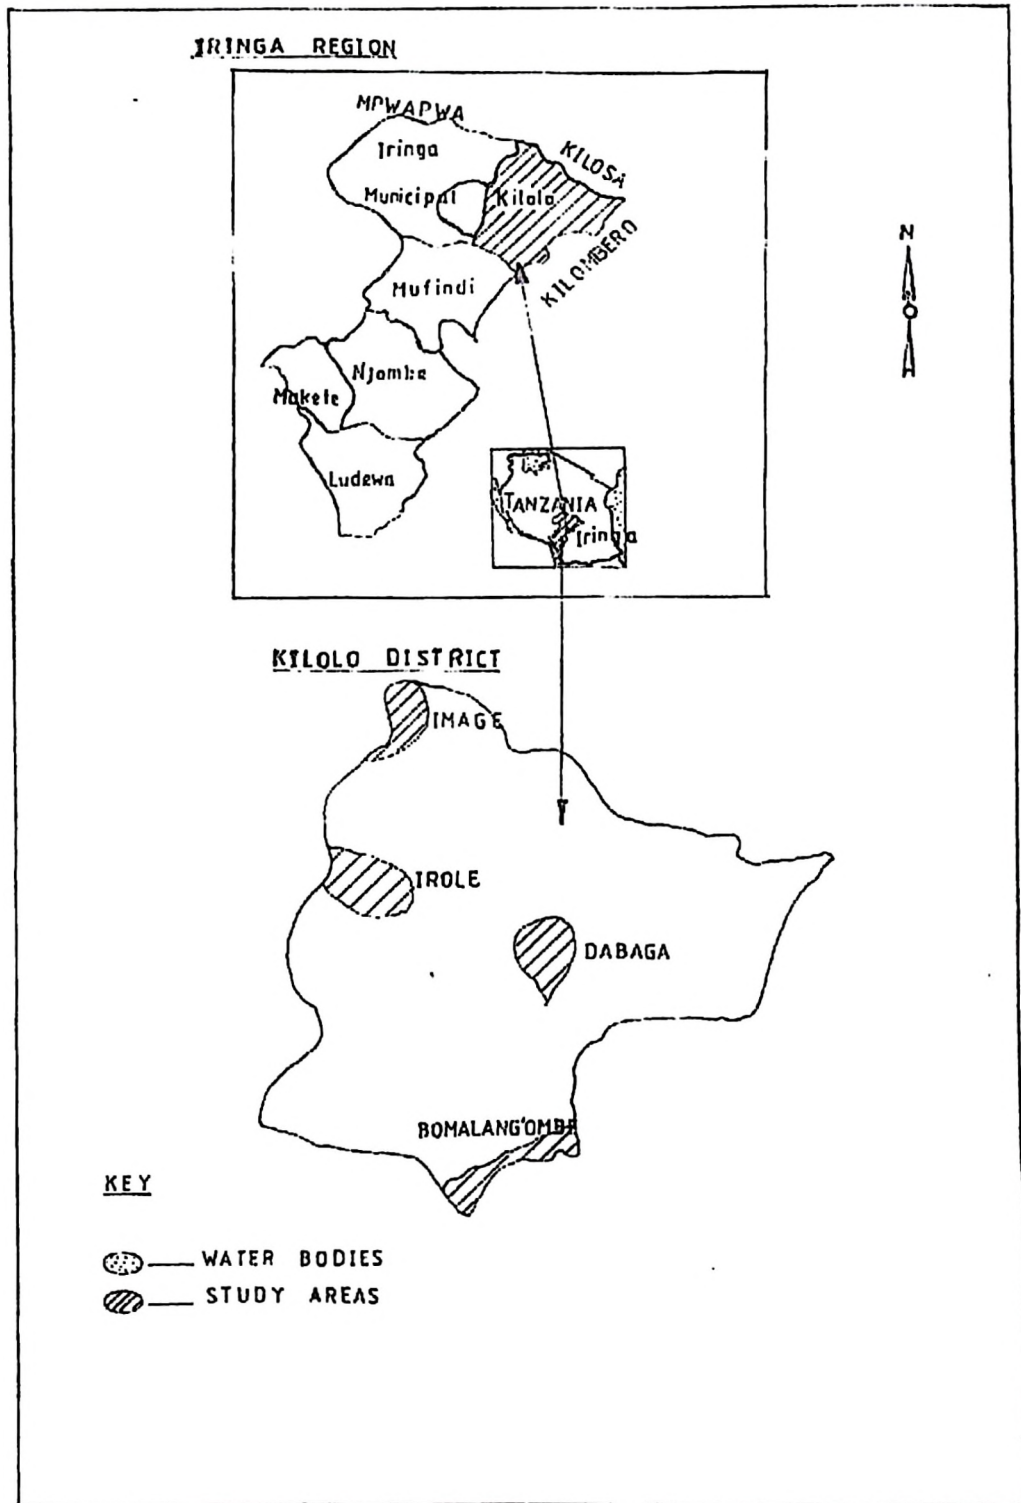 IRINGA REGION
MPWAPWA
Iringa
KILOSA
Municipal
Kilolo
KILOMBERO
N
Mufindi
Njombe
Makete
Ludewa
TANZANIA
Iringa
KILOLO DISTRICT
IMAGE
IROLE
DABAGA
BOMALANG'OMBE
KEY
WATER BODIES
STUDY AREAS